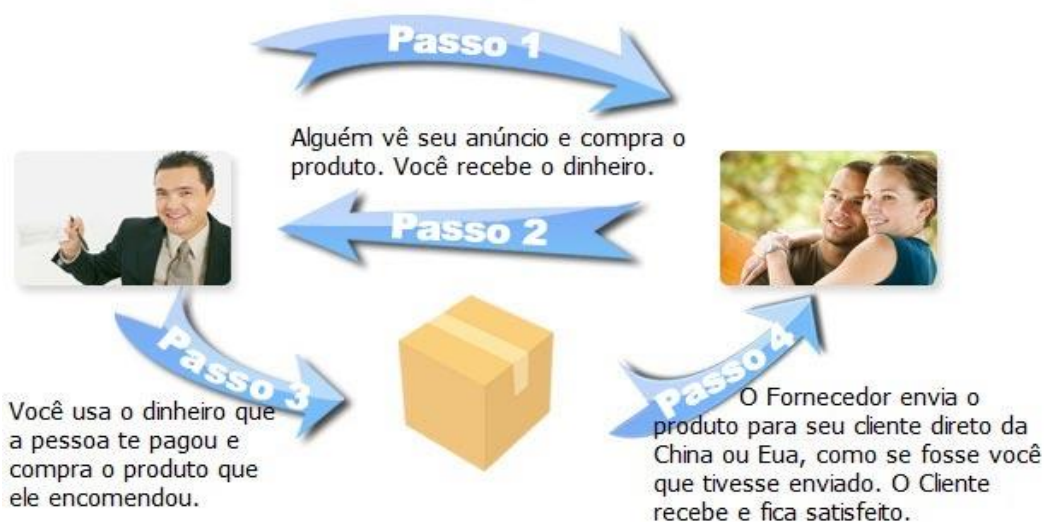 Passo 1
Alguém vê seu anúncio e compra o
produto. Você recebe o dinheiro.
Passo 2
Passo 3
Você usa o dinheiro que
a pessoa te pagou e
compra o produto que
ele encomendou.
Passo 4
O Fornecedor envia o
produto para seu cliente direto da
China ou Eua, como se fosse você
que tivesse enviado. O Cliente
recebe e fica satisfeito.